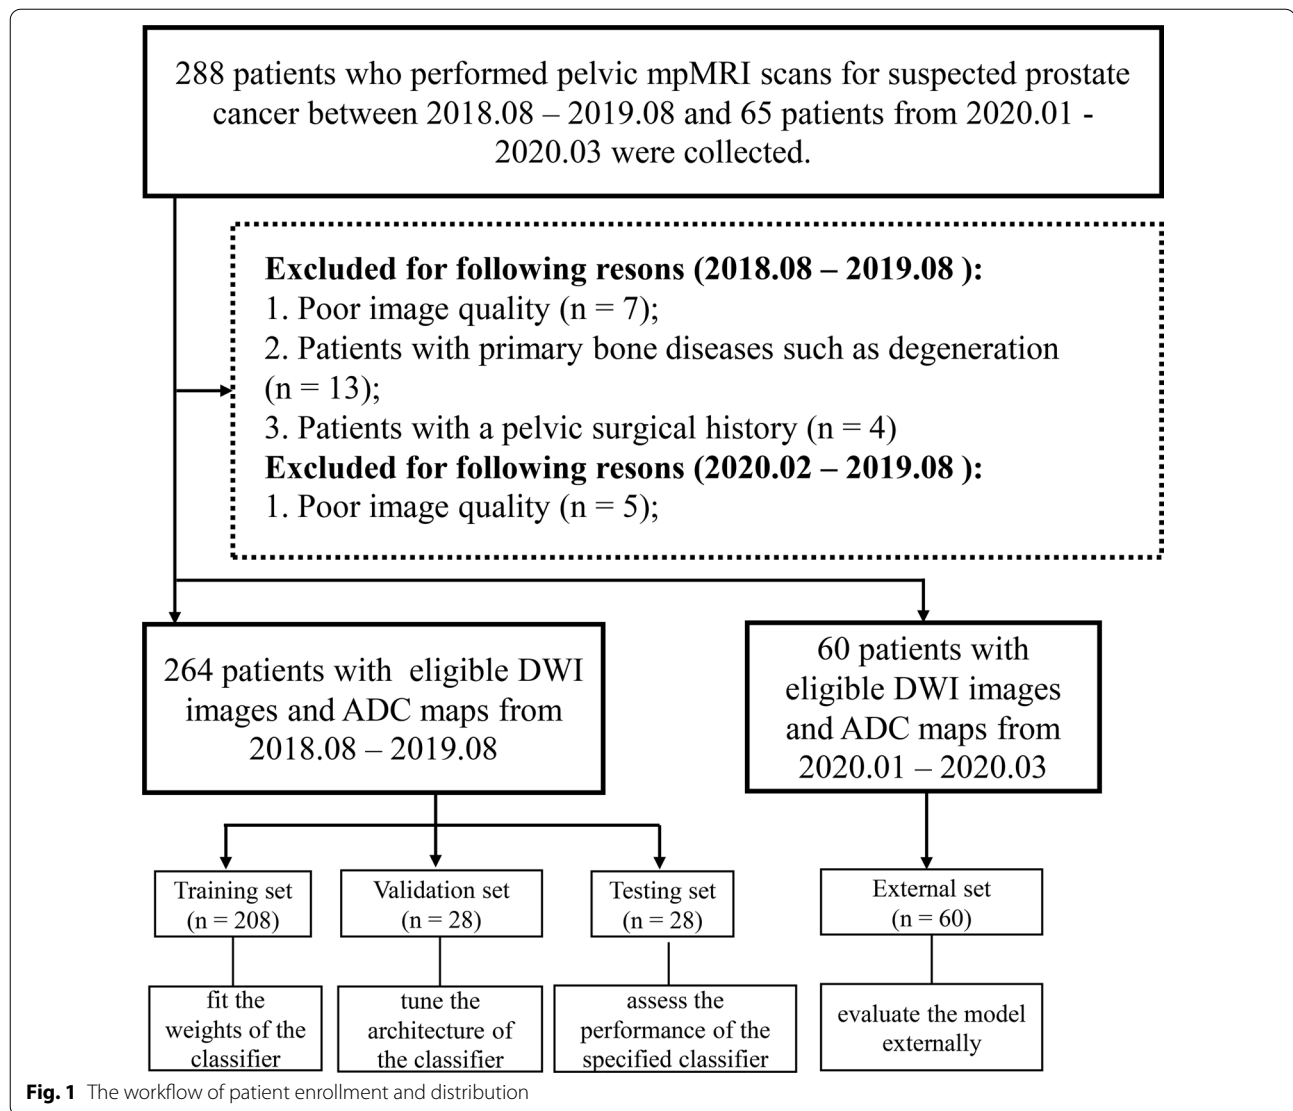 288 patients who performed pelvic mpMRI scans for suspected prostate
cancer between 2018.08 – 2019.08 and 65 patients from 2020.01 -
2020.03 were collected.
Excluded for following resons (2018.08 – 2019.08 ):
1. Poor image quality (n = 7);
2. Patients with primary bone diseases such as degeneration
(n = 13);
3. Patients with a pelvic surgical history (n = 4)
Excluded for following resons (2020.02 – 2019.08 ):
1. Poor image quality (n = 5);
264 patients with eligible DWI
images and ADC maps from
2018.08 – 2019.08
60 patients with
eligible DWI images
and ADC maps from
2020.01 – 2020.03
Training set
(n = 208)
Validation set
(n = 28)
Testing set
(n = 28)
External set
(n = 60)
fit the
weights of the
classifier
tune the
architecture of
the classifier
assess the
performance of the
specified classifier
evaluate the model
externally
Fig. 1 The workflow of patient enrollment and distribution